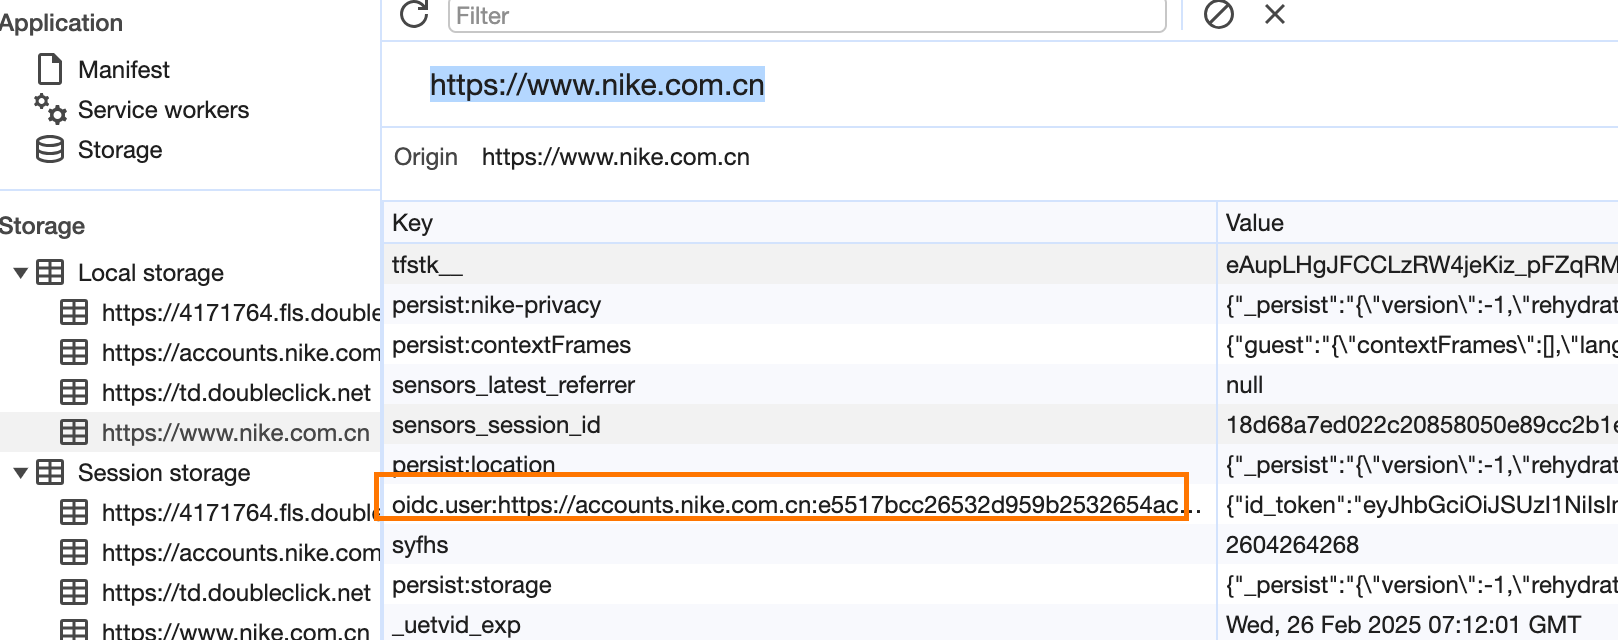 Application
Manifest
Service workers
Storage
Storage
Local storage
https://4171764.fls.double
https://accounts.nike.com
https://td.doubleclick.net
https://www.nike.com.cn
Session storage
https://4171764.fls.doubl
https://accounts.nike.com
https://td.doubleclick.net
https://www.nike.com.cn
Filter
https://www.nike.com.cn
Origin https://www.nike.com.cn
Key Value
tfstk__ eAupLHgJFCCLzRW4jeKiz_pFZqRM
persist:nike-privacy {"_persist":"{\"version\":-1,\"rehydrat
persist:contextFrames {"guest":"{\"contextFrames\":[],\"lang
sensors_latest_referrer null
sensors_session_id 18d68a7ed022c20858050e89cc2b1e
persist:location {"_persist":"{\"version\":-1,\"rehydrat
oidc.user:https://accounts.nike.com.cn:e5517bcc26532d959b2532654ac... {"id_token":"eyJhbGciOiJSUzI1NiIsIn
syfhs 2604264268
persist:storage {"_persist":"{\"version\":-1,\"rehydrat
_uetvid_exp Wed, 26 Feb 2025 07:12:01 GMT